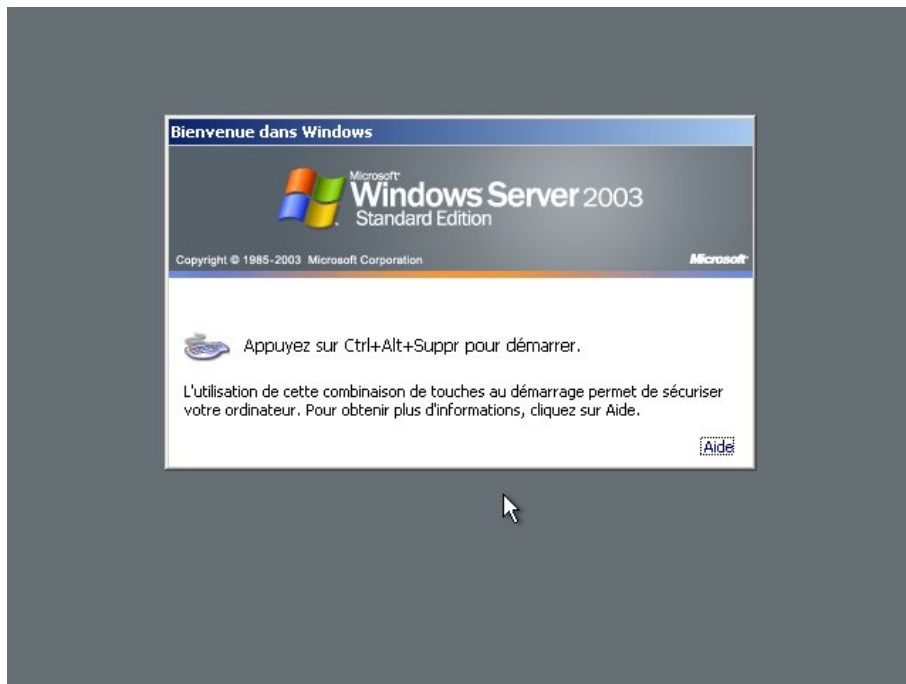 Bienvenue dans Windows
Microsoft
Windows Server 2003
Standard Edition
Copyright © 1985-2003 Microsoft Corporation
Microsoft
Appuyez sur Ctrl+Alt+Suppr pour démarrer.
L'utilisation de cette combinaison de touches au démarrage permet de sécuriser
votre ordinateur. Pour obtenir plus d'informations, cliquez sur Aide.
Aide